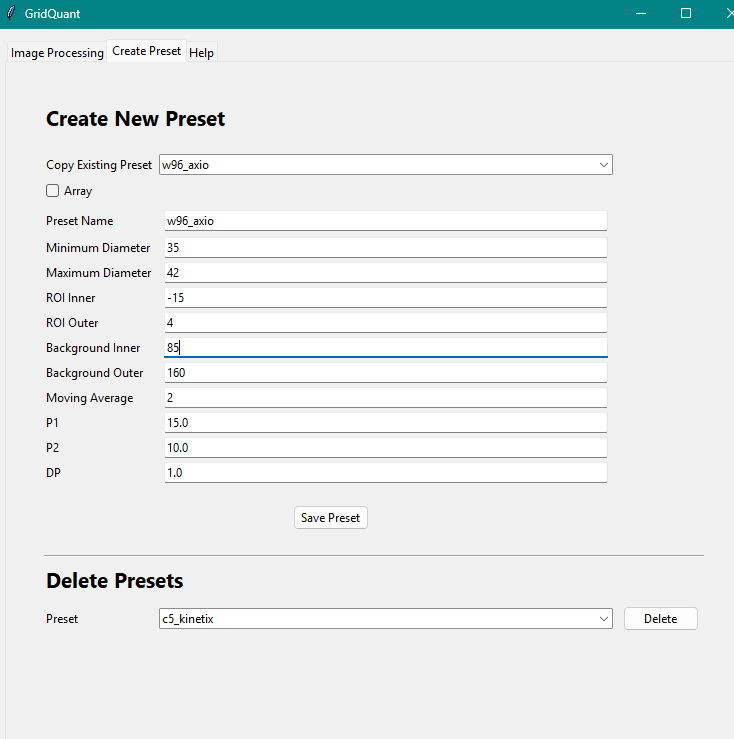 GridQuant
Image Processing Create Preset Help
Create New Preset
Copy Existing Preset w96_axio
Array
Preset Name w96_axio
Minimum Diameter 35
Maximum Diameter 42
ROI Inner -15
ROI Outer 4
Background Inner 85
Background Outer 160
Moving Average 2
P1 15.0
P2 10.0
DP 1.0
Save Preset
Delete Presets
Preset c5_kinetix Delete